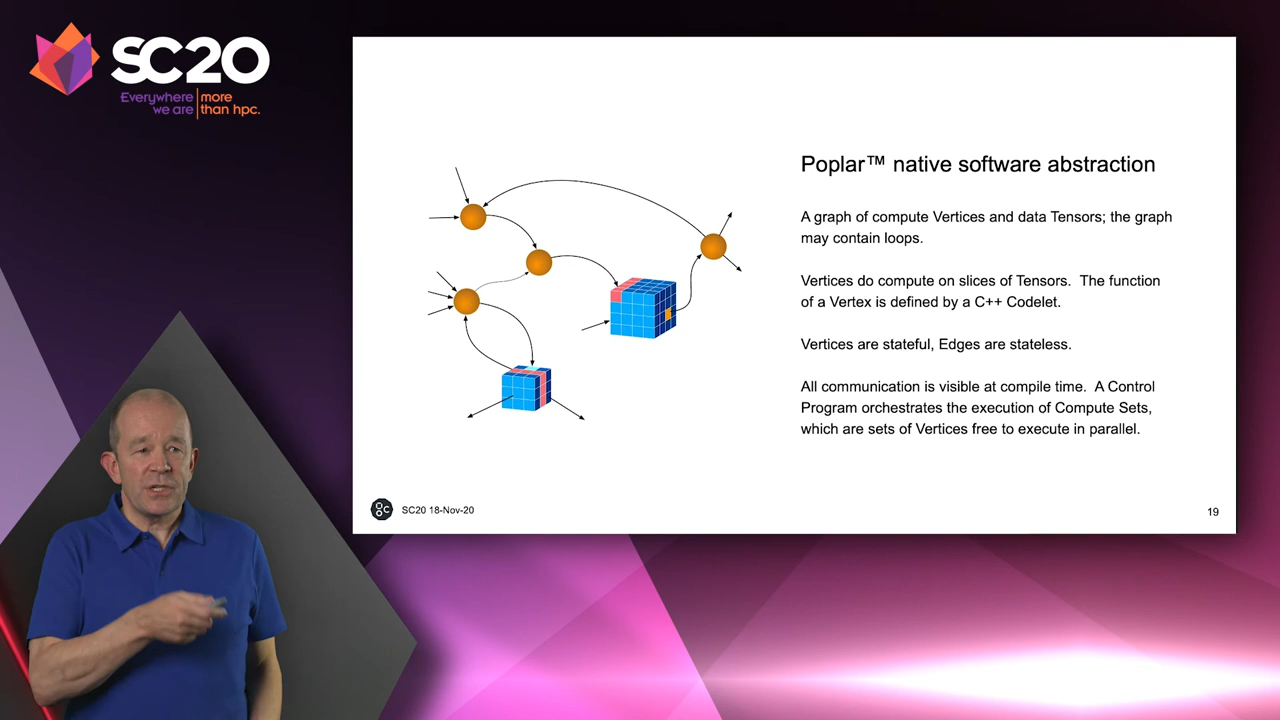 SC20
Everywhere more
we are than hpc.
Poplar™ native software abstraction
A graph of compute Vertices and data Tensors; the graph
may contain loops.
Vertices do compute on slices of Tensors. The function
of a Vertex is defined by a C++ Codelet.
Vertices are stateful, Edges are stateless.
All communication is visible at compile time. A Control
Program orchestrates the execution of Compute Sets,
which are sets of Vertices free to execute in parallel.
SC20 18-Nov-20
19